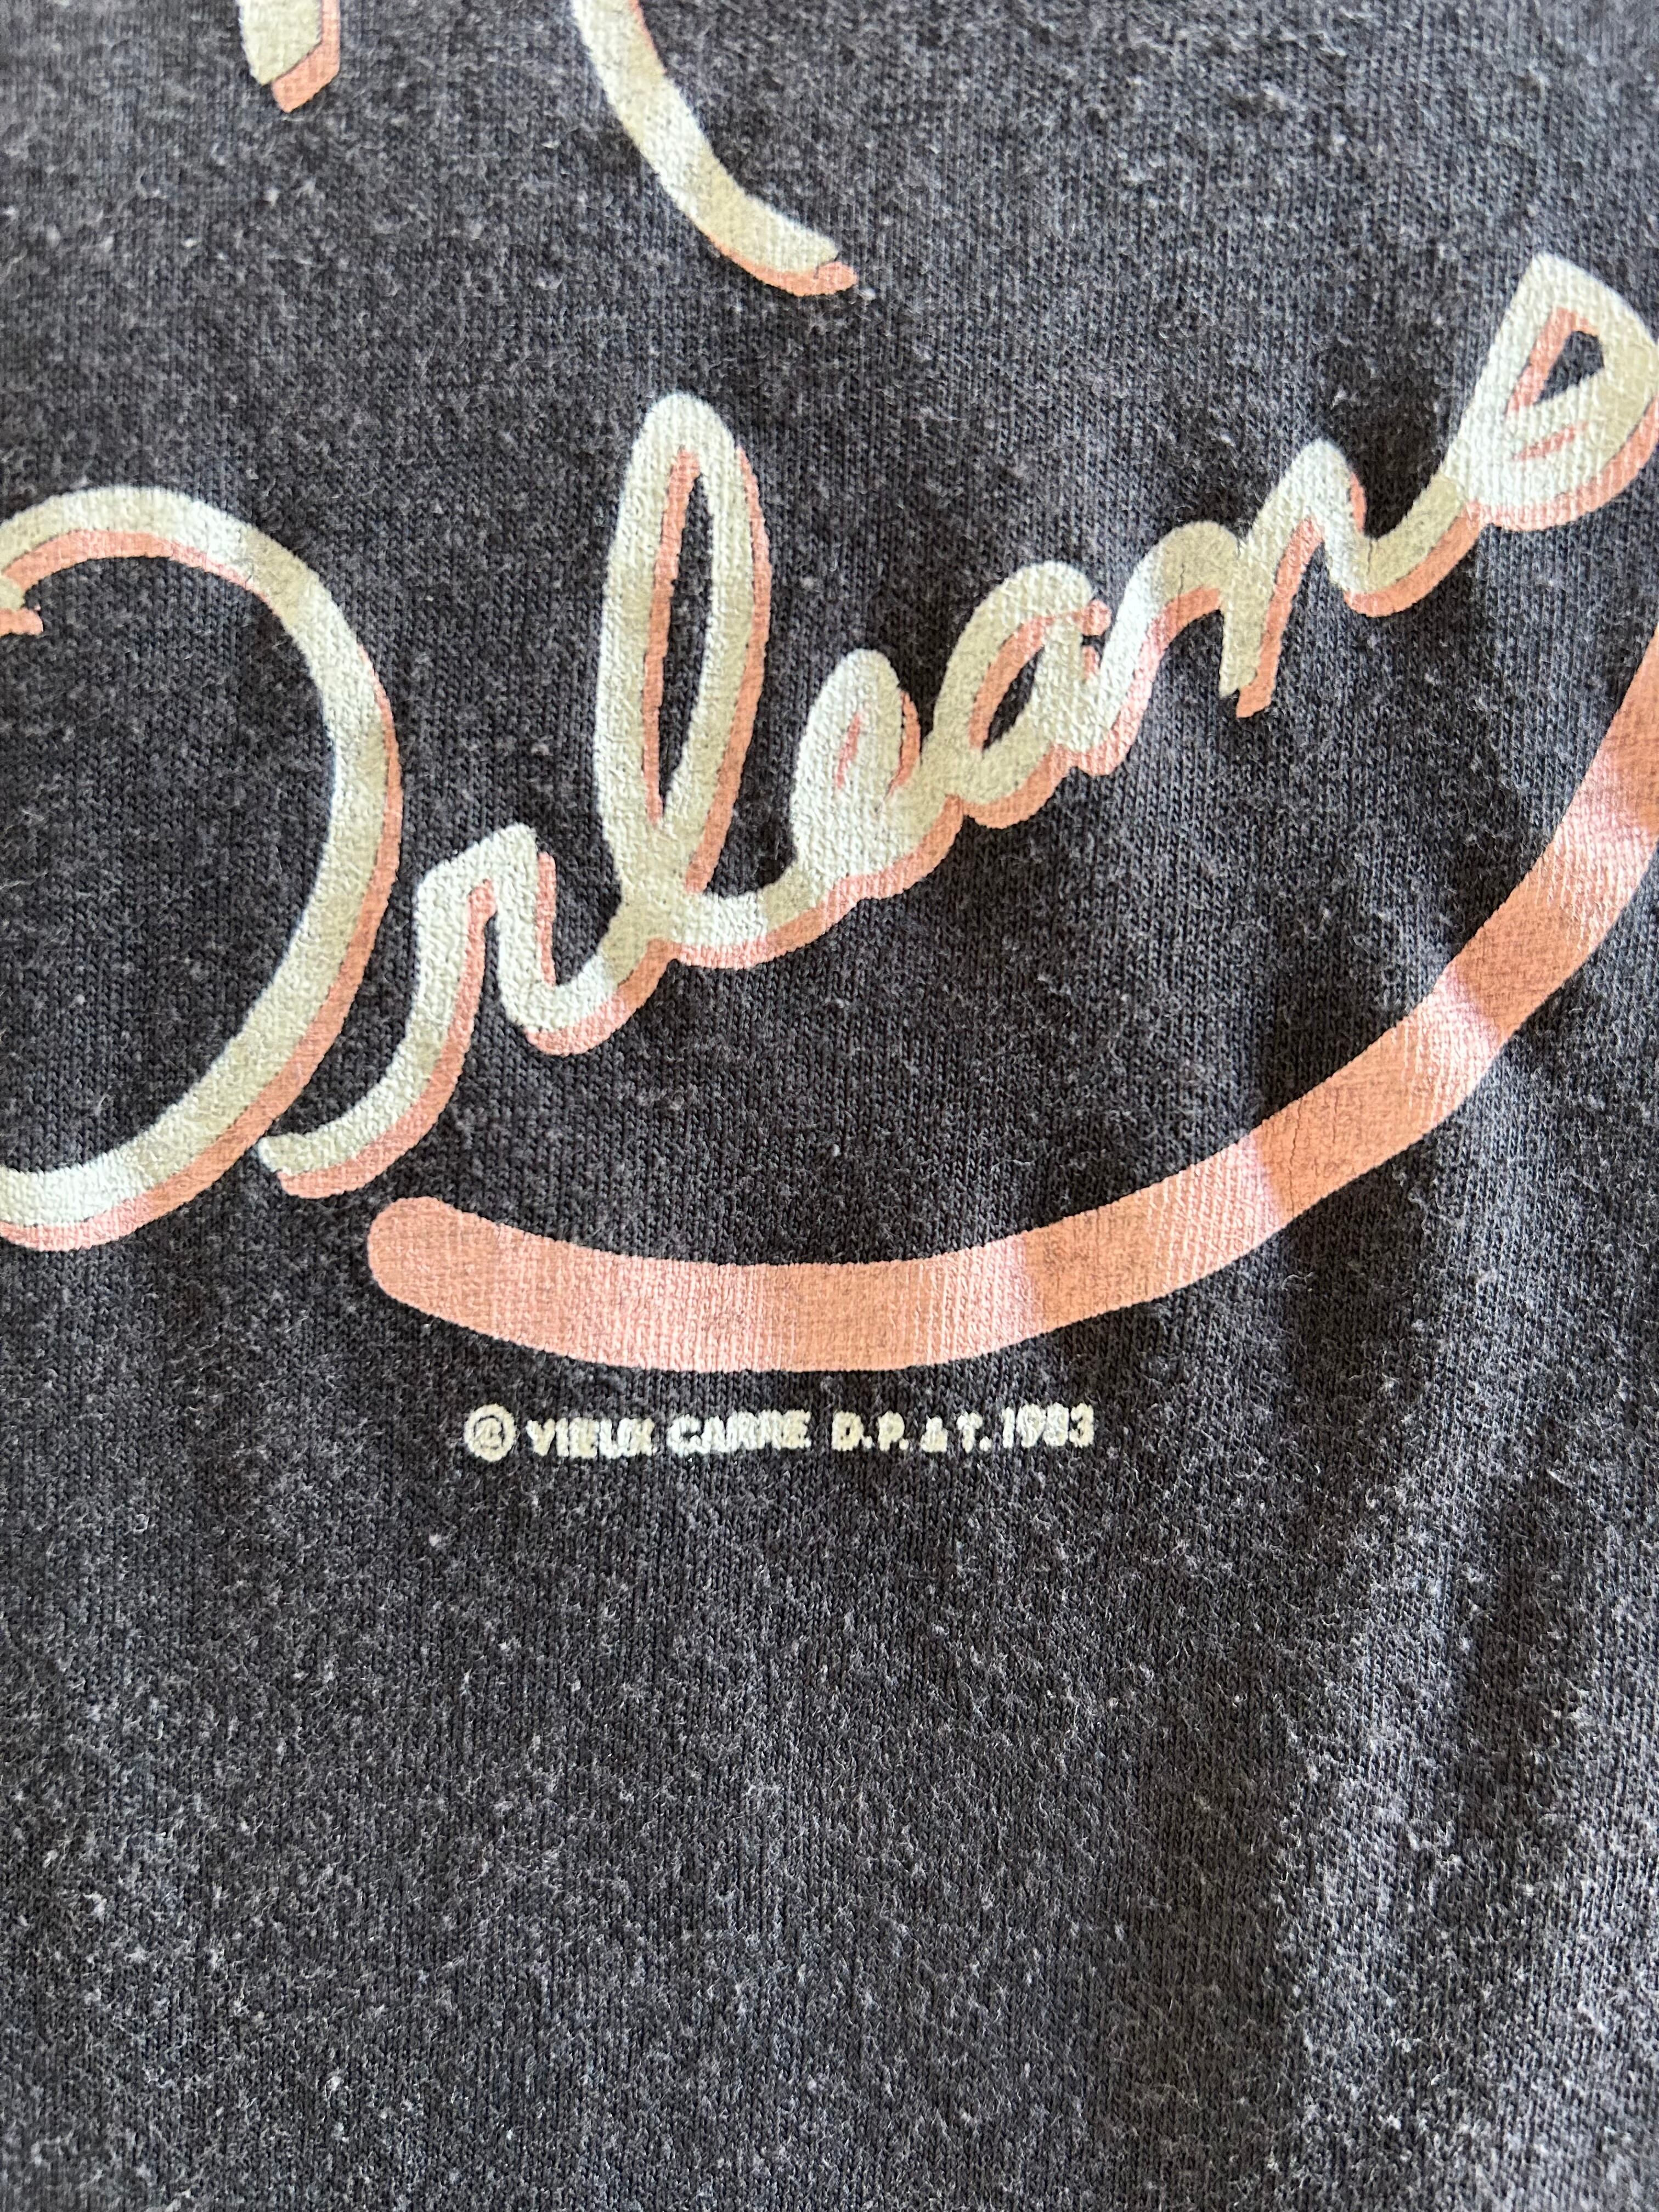 Orleans
© VIEUX CARRE D.P. & T. 1983